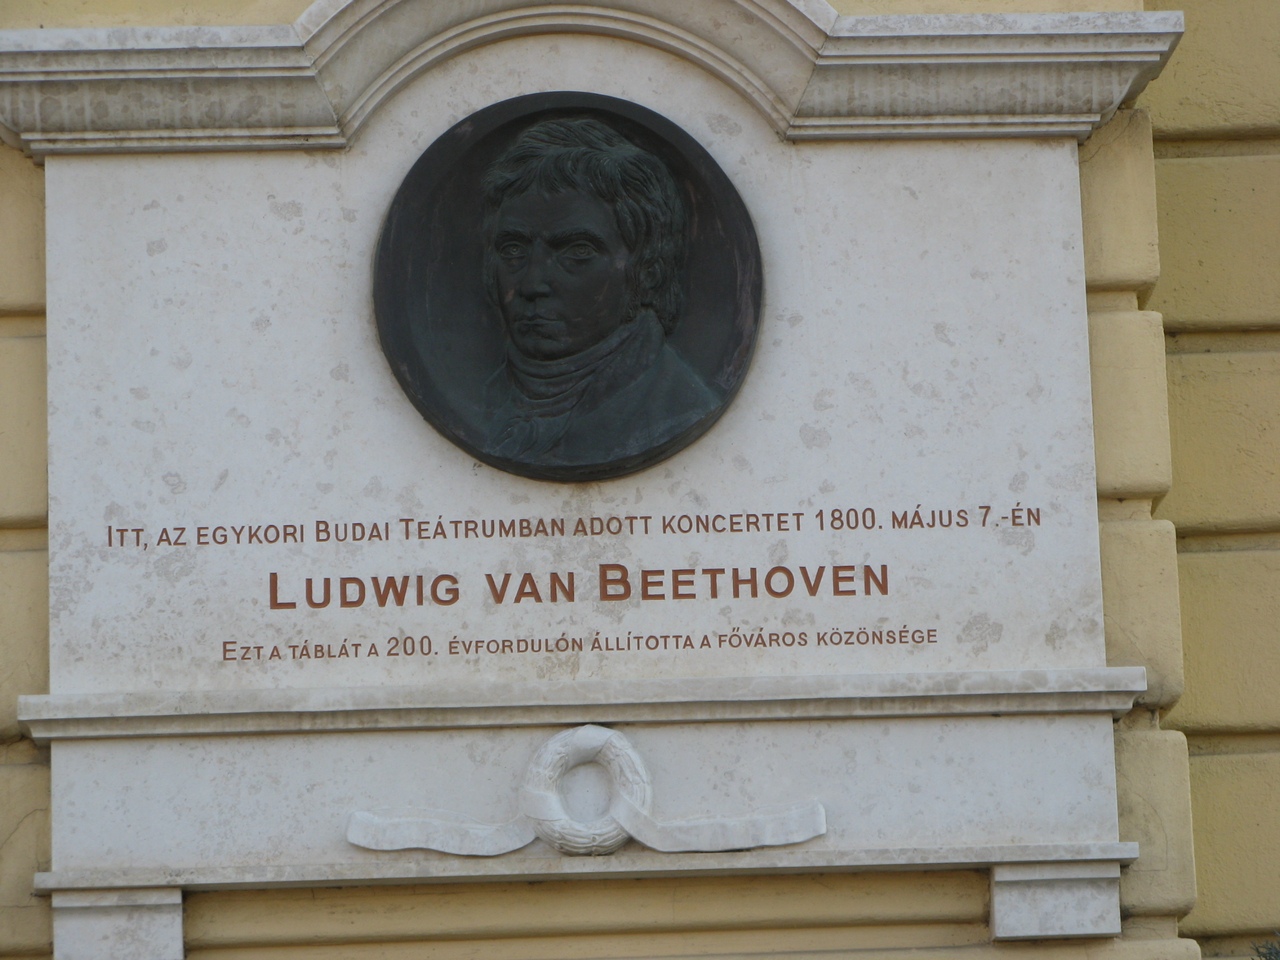 Itt, az egykori Budai Teátrumban adott koncertet 1800. május 7.-én
Ludwig van Beethoven
Ezt a táblát a 200. évfordulón állította a főváros közönsége